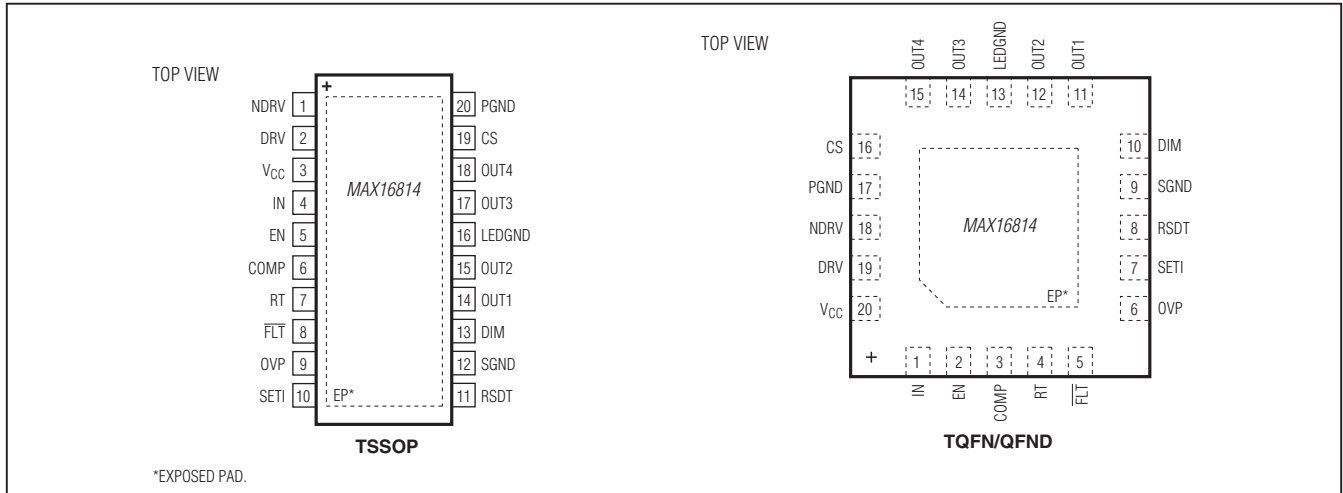 TOP VIEW
+
MAX16814
NDRV 1
DRV 2
VCC 3
IN 4
EN 5
COMP 6
RT 7
FLT 8
OVP 9
SETI 10
20 PGND
19 CS
18 OUT4
17 OUT3
16 LEDGND
15 OUT2
14 OUT1
13 DIM
12 SGND
11 RSDT
EP*
TSSOP
*EXPOSED PAD.
TOP VIEW
OUT4 OUT3 LEDGND OUT2 OUT1
15 14 13 12 11
CS 16
PGND 17
NDRV 18
DRV 19
VCC 20
MAX16814
EP*
10 DIM
9 SGND
8 RSDT
7 SETI
6 OVP
+ 1 2 3 4 5
IN EN COMP RT FLT
TQFN/QFND